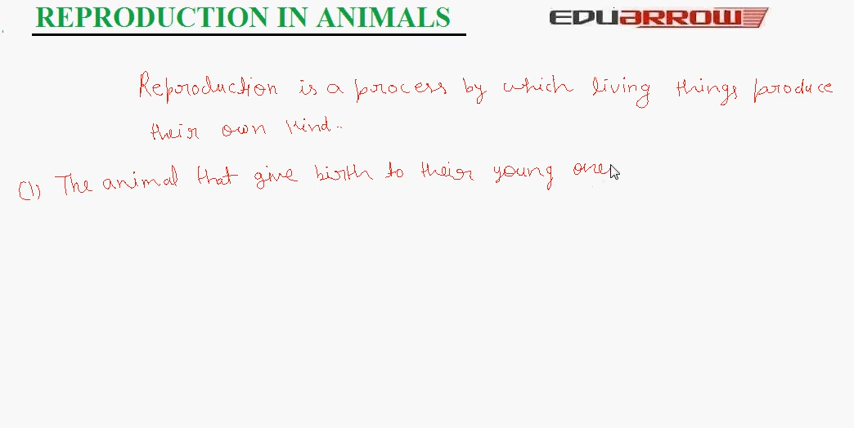 REPRODUCTION IN ANIMALS
EDUARROW
Reproduction is a process by which living things produce
their own kind..
(1) The animal that give birth to their young ones